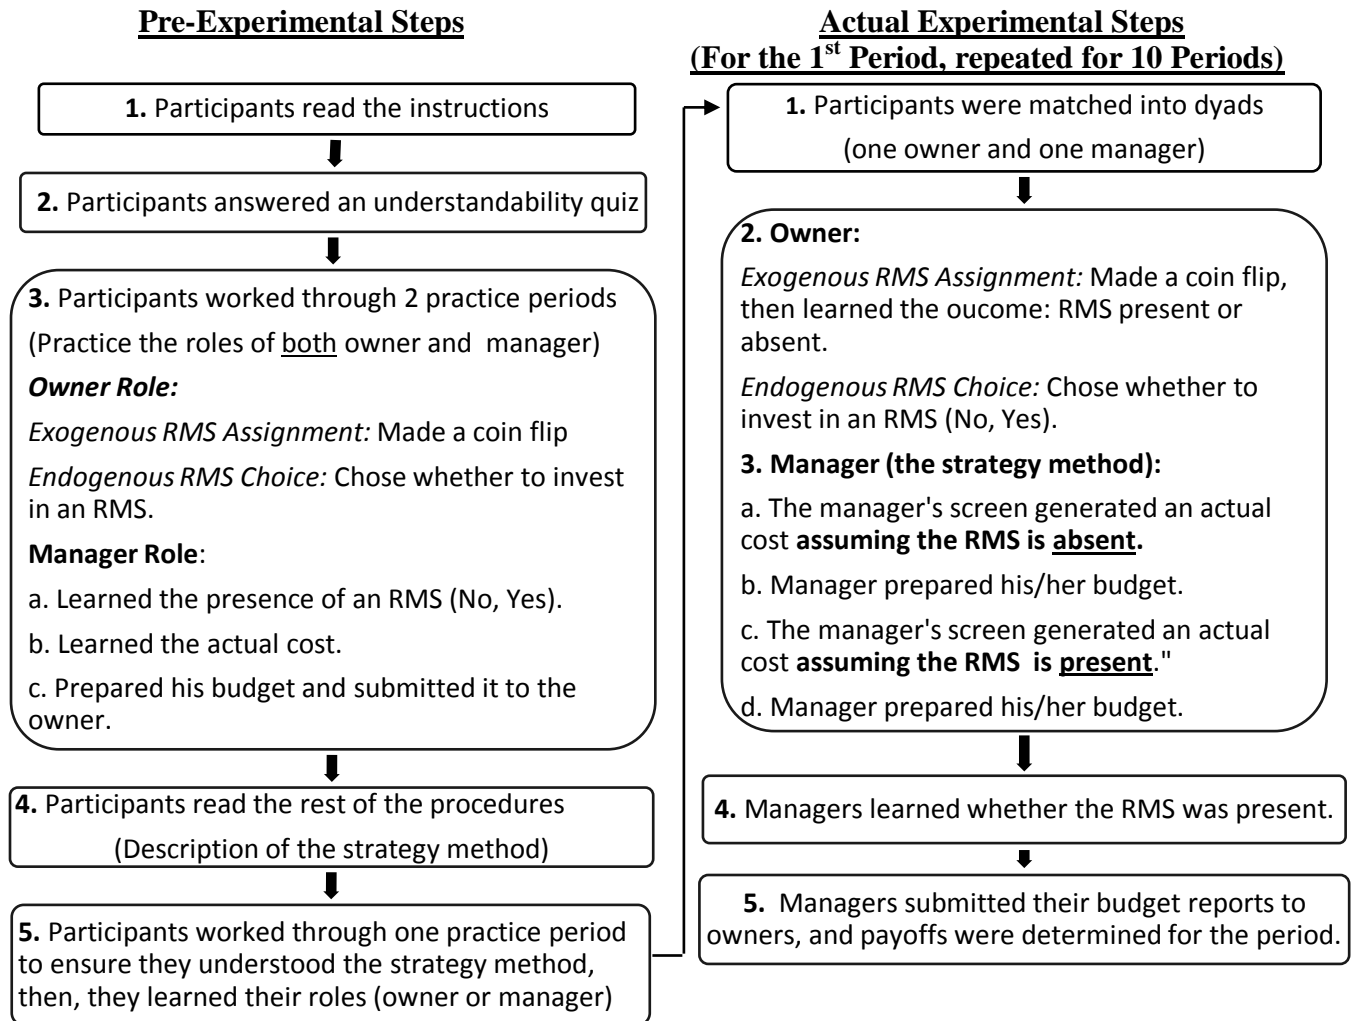 Pre-Experimental Steps
1. Participants read the instructions
2. Participants answered an understandability quiz
3. Participants worked through 2 practice periods
(Practice the roles of both owner and manager)
Owner Role:
Exogenous RMS Assignment: Made a coin flip
Endogenous RMS Choice: Chose whether to invest
in an RMS.
Manager Role:
a. Learned the presence of an RMS (No, Yes).
b. Learned the actual cost.
c. Prepared his budget and submitted it to the
owner.
4. Participants read the rest of the procedures
(Description of the strategy method)
5. Participants worked through one practice period
to ensure they understood the strategy method,
then, they learned their roles (owner or manager)
Actual Experimental Steps
(For the 1st Period, repeated for 10 Periods)
1. Participants were matched into dyads
(one owner and one manager)
2. Owner:
Exogenous RMS Assignment: Made a coin flip,
then learned the oucome: RMS present or
absent.
Endogenous RMS Choice: Chose whether to
invest in an RMS (No, Yes).
3. Manager (the strategy method):
a. The manager's screen generated an actual
cost assuming the RMS is absent.
b. Manager prepared his/her budget.
c. The manager's screen generated an actual
cost assuming the RMS is present."
d. Manager prepared his/her budget.
4. Managers learned whether the RMS was present.
5. Managers submitted their budget reports to
owners, and payoffs were determined for the period.